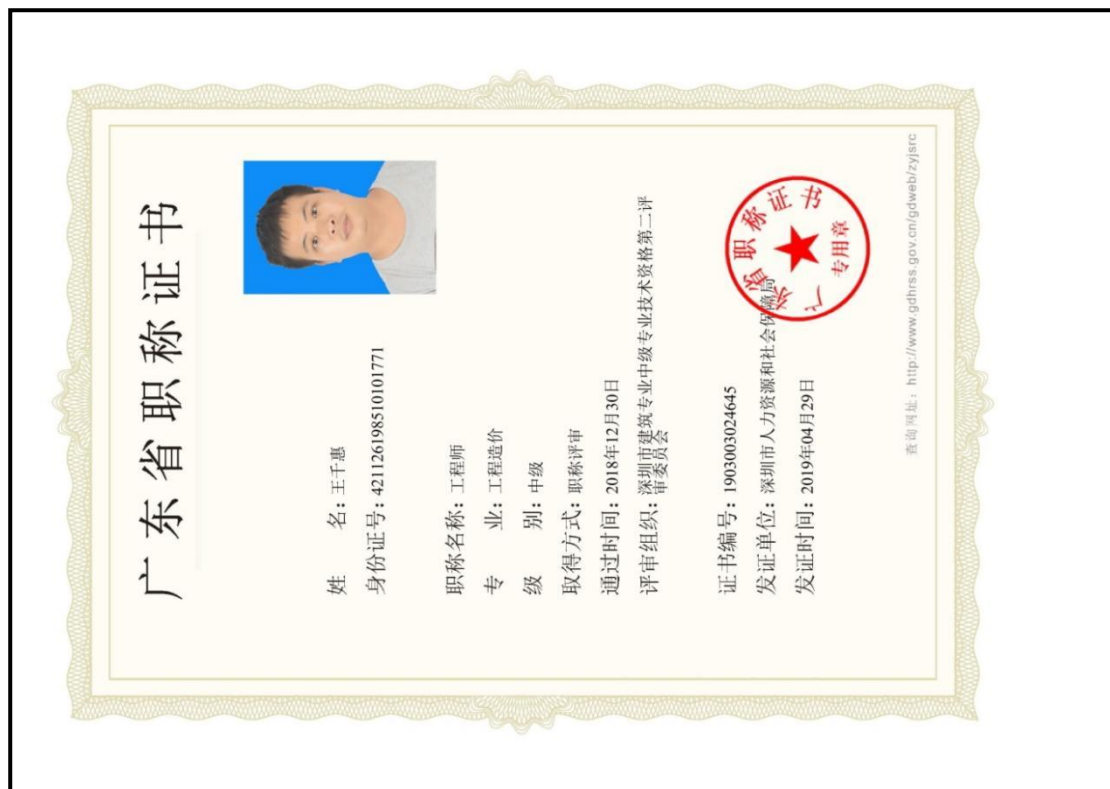 广东省职称证书
姓 名：王千惠
身份证号：421126198510101771
职称名称：工程师
专 业：工程造价
级 别：中级
取得方式：职称评审
通过时间：2018年12月30日
评审组织：深圳市建筑专业中级专业技术资格第二评
审委员会
证书编号：1903003024645
发证单位：深圳市人力资源和社会保障局
发证时间：2019年04月29日
广东省职称证书
专用章
查询网址：http://www.gdhrss.gov.cn/gdweb/zyjsrc